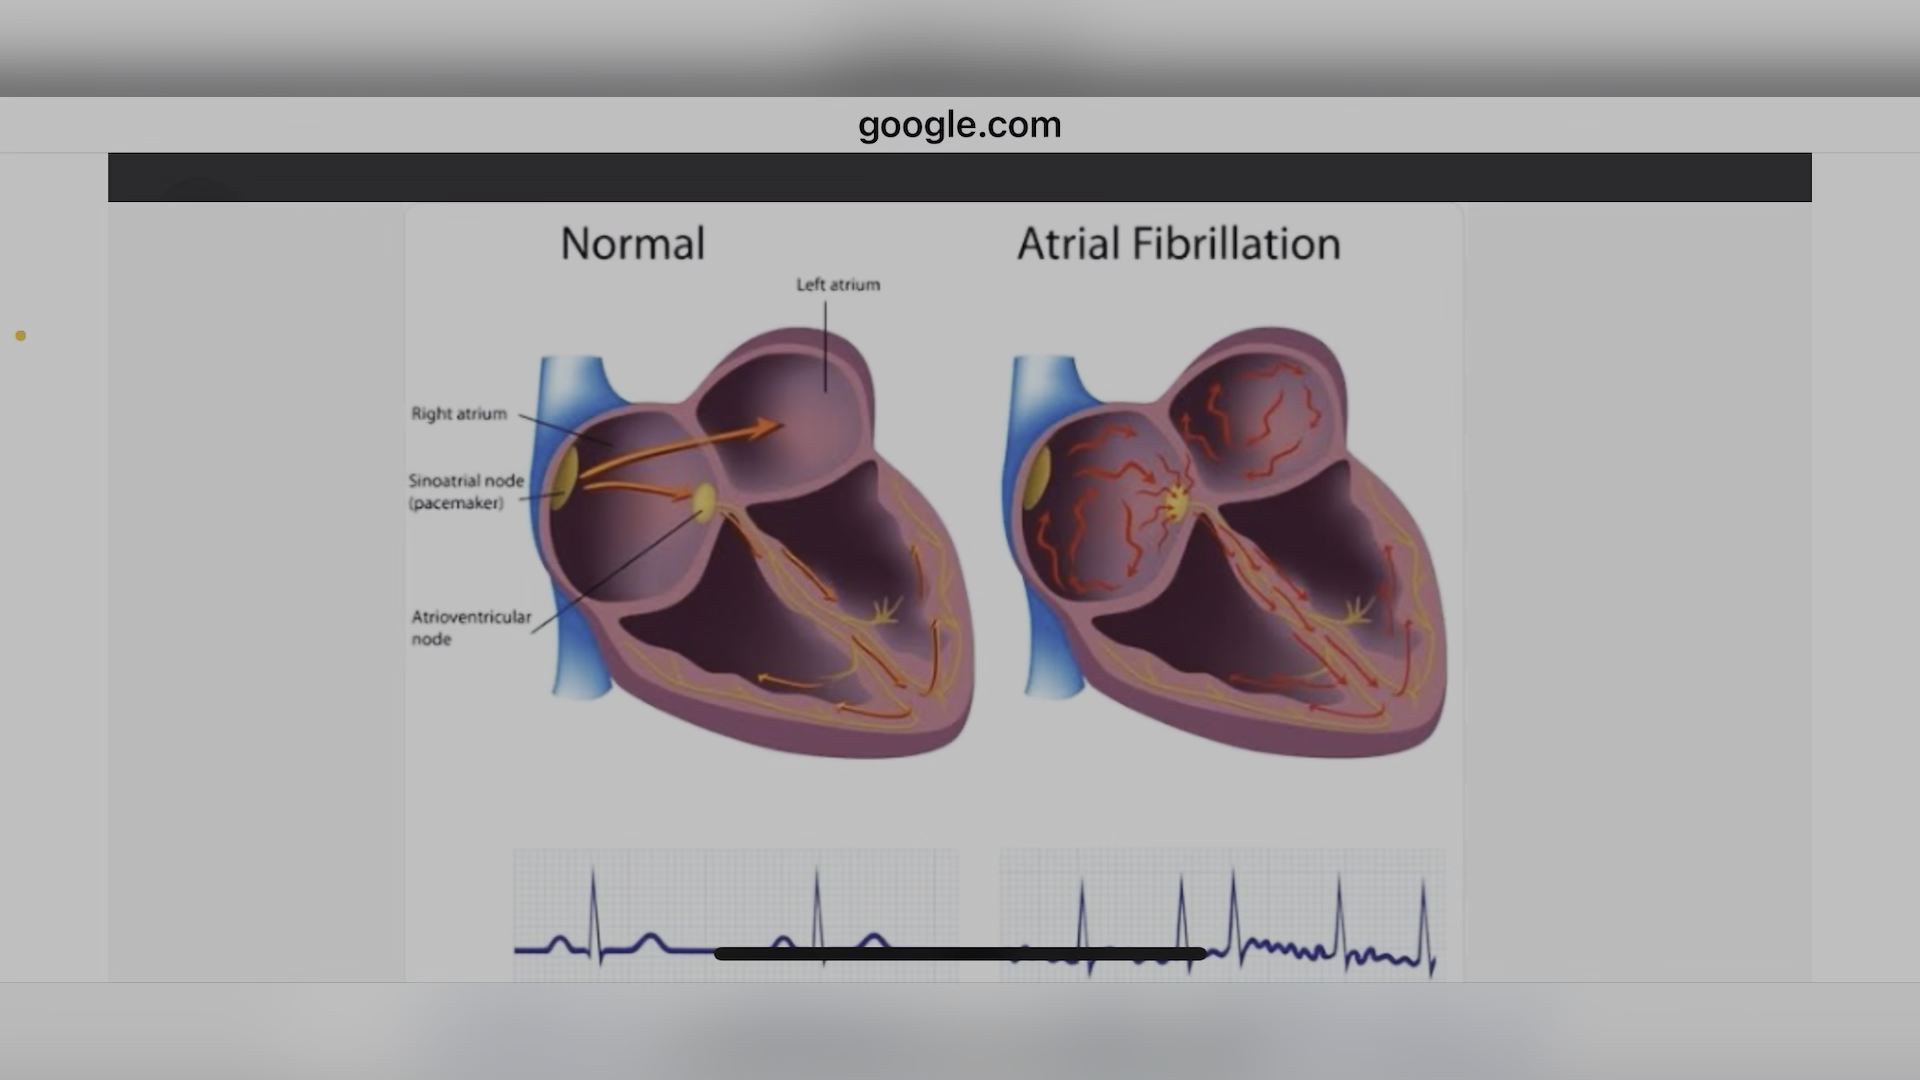 google.com
Normal
Atrial Fibrillation
Left atrium
Right atrium
Sinoatrial node
(pacemaker)
Atrioventricular
node